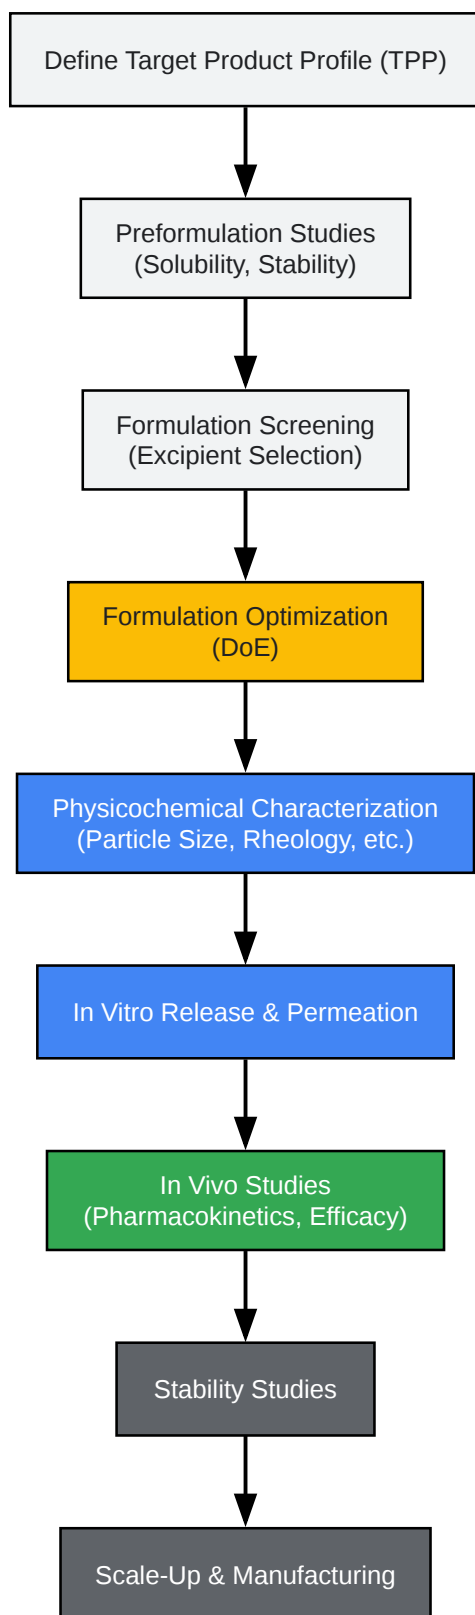 Define Target Product Profile (TPP)
Preformulation Studies
(Solubility, Stability)
Formulation Screening
(Excipient Selection)
Formulation Optimization
(DoE)
Physicochemical Characterization
(Particle Size, Rheology, etc.)
In Vitro Release & Permeation
In Vivo Studies
(Pharmacokinetics, Efficacy)
Stability Studies
Scale-Up & Manufacturing